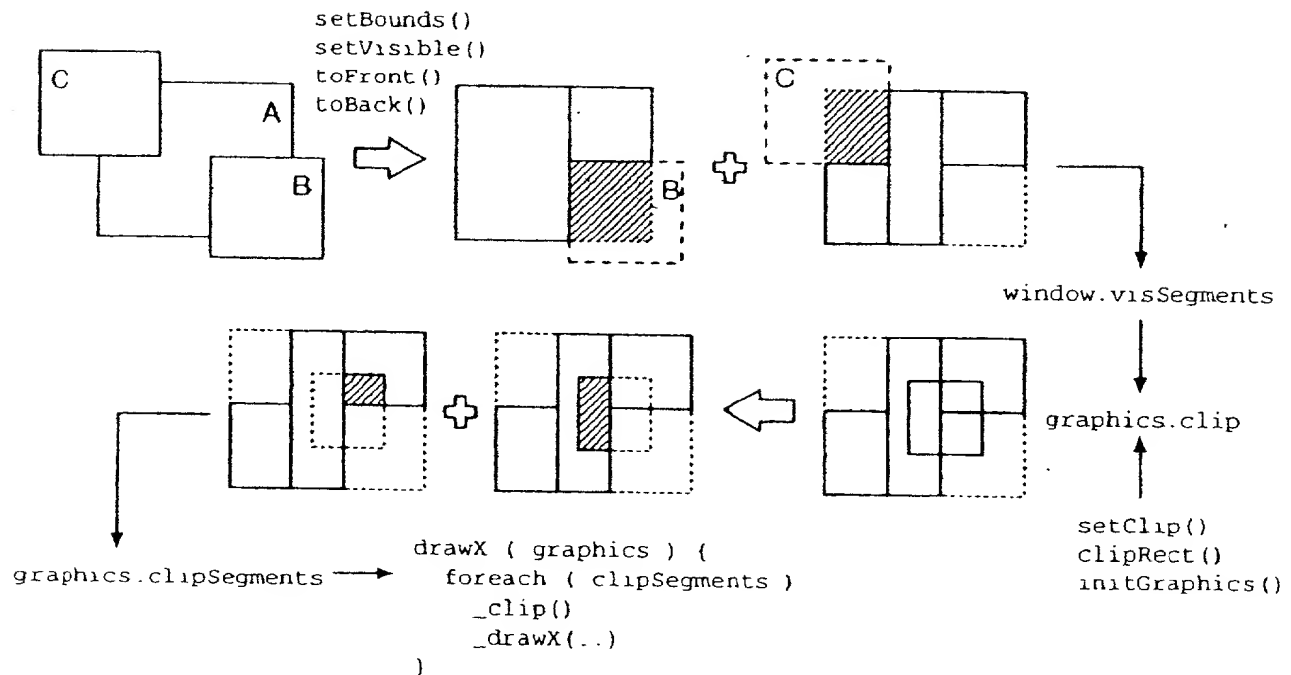 setBounds()
setVisible()
toFront()
toBack()
C
A
B
B
C
window.visSegments
graphics.clip
setClip()
clipRect()
initGraphics()
graphics.clipSegments
drawX ( graphics ) {
foreach ( clipSegments )
_clip()
_drawX(..)
}